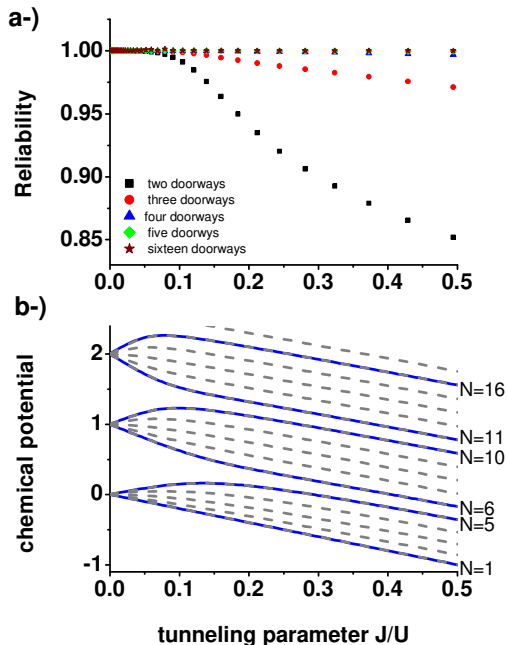 a-)
Reliability
1.00
0.95
0.90
0.85
two doorways
three doorways
four doorways
five doorwys
sixteen doorways
0.0 0.1 0.2 0.3 0.4 0.5
b-)
chemical potential
2
1
0
-1
N=16
N=11
N=10
N=6
N=5
N=1
0.0 0.1 0.2 0.3 0.4 0.5
tunneling parameter J/U